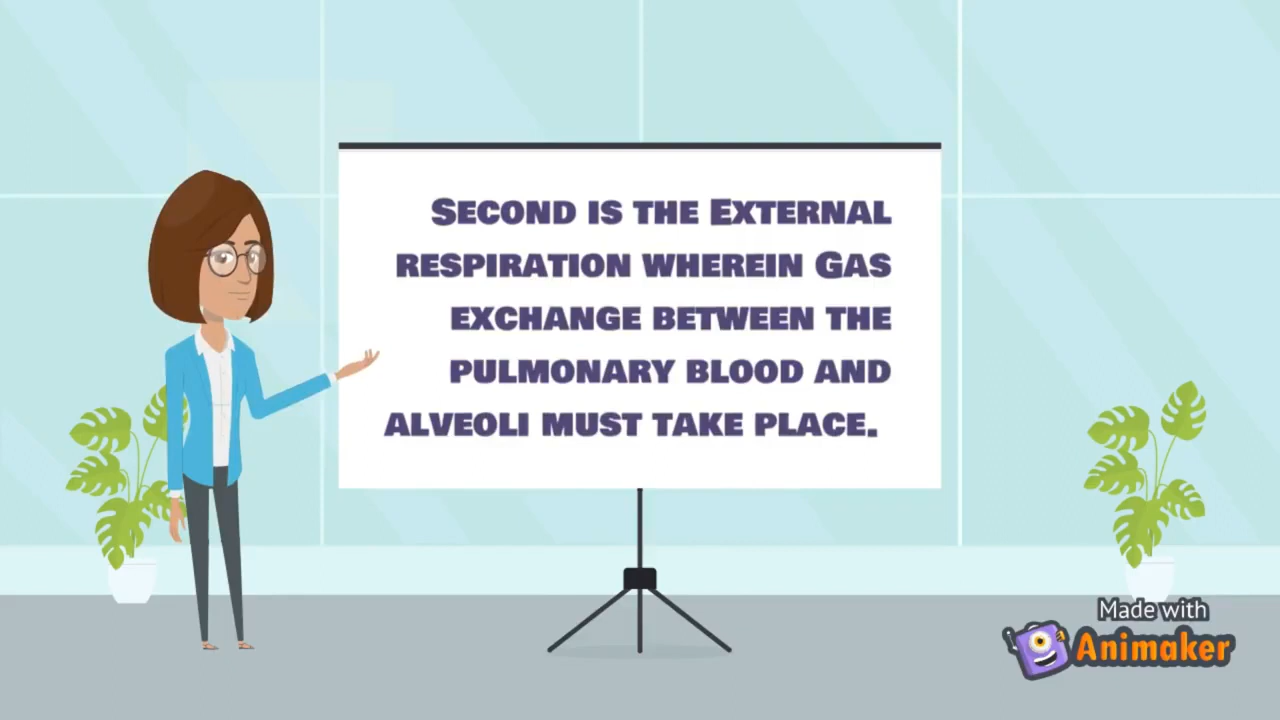 Second is the External
respiration wherein Gas
exchange between the
pulmonary blood and
alveoli must take place.
Made with
Animaker